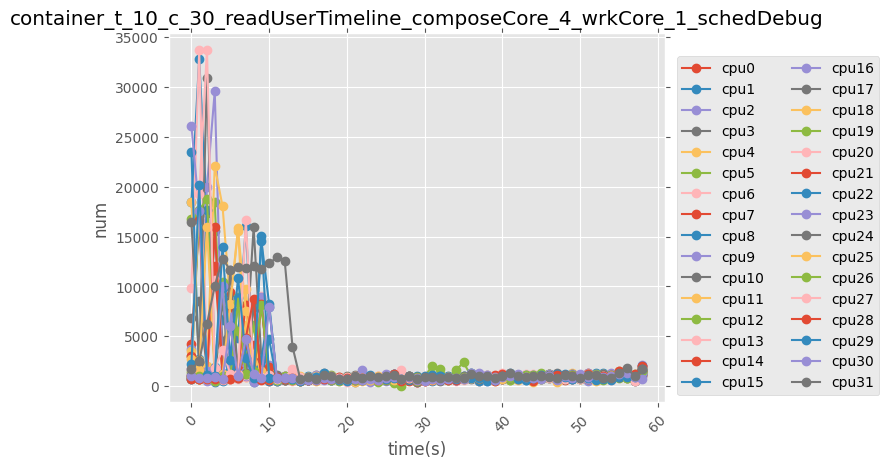 container_t_10_c_30_readUserTimeline_composeCore_4_wrkCore_1_schedDebug
35000
30000
25000
20000
15000
10000
5000
0
num
0
10
20
30
40
50
60
time(s)
cpu0
cpu1
cpu2
cpu3
cpu4
cpu5
cpu6
cpu7
cpu8
cpu9
cpu10
cpu11
cpu12
cpu13
cpu14
cpu15
cpu16
cpu17
cpu18
cpu19
cpu20
cpu21
cpu22
cpu23
cpu24
cpu25
cpu26
cpu27
cpu28
cpu29
cpu30
cpu31